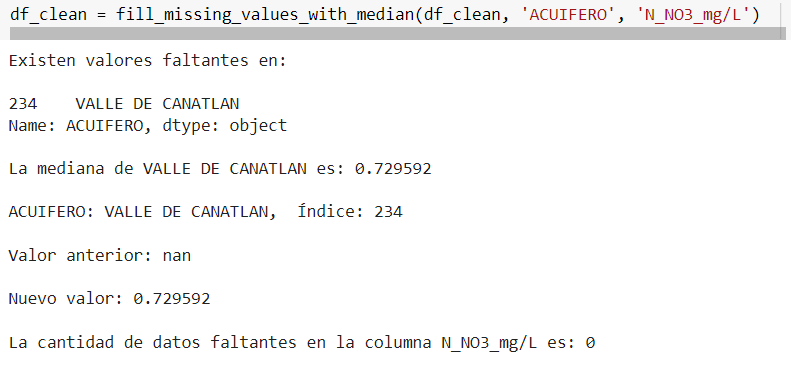 df_clean = fill_missing_values_with_median(df_clean, 'ACUIFERO', 'N_NO3_mg/L')
Existen valores faltantes en:
234    VALLE DE CANATLAN
Name: ACUIFERO, dtype: object
La mediana de VALLE DE CANATLAN es: 0.729592
ACUIFERO: VALLE DE CANATLAN,  Índice: 234
Valor anterior: nan
Nuevo valor: 0.729592
La cantidad de datos faltantes en la columna N_NO3_mg/L es: 0